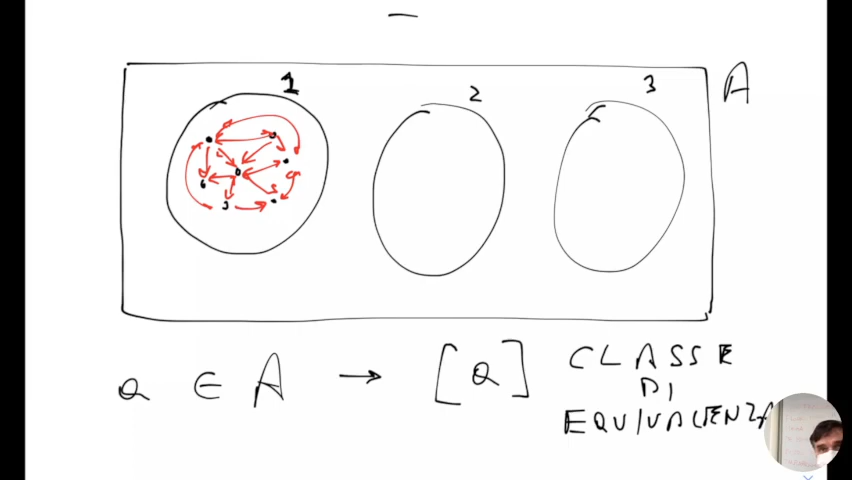 1 2 3 A
a ∈ A → [a] CLASSE
DI
EQUIVALENZA